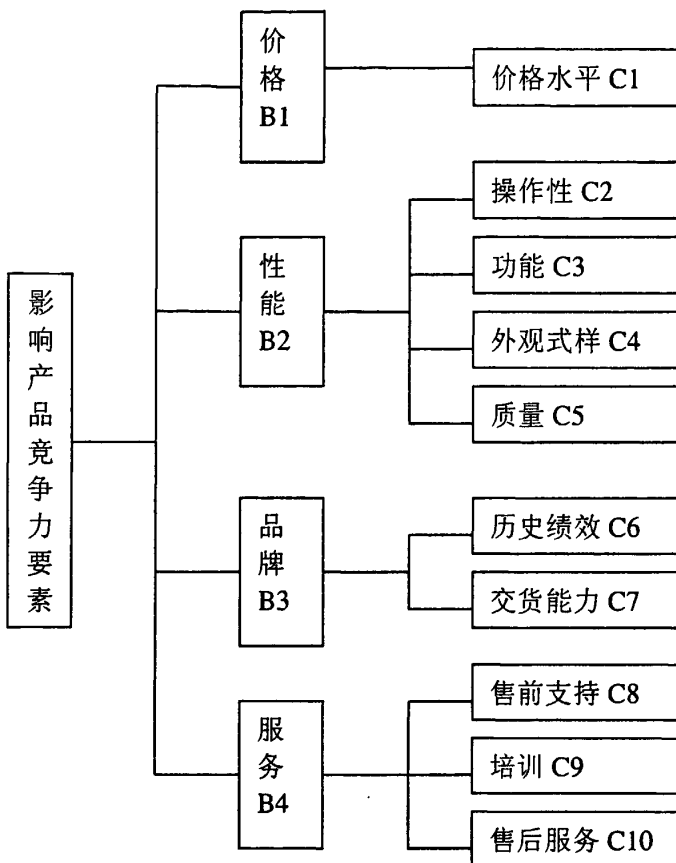 影响产品竞争力要素
价格 B1
价格水平 C1
性能 B2
操作性 C2
功能 C3
外观式样 C4
质量 C5
品牌 B3
历史绩效 C6
交货能力 C7
服务 B4
售前支持 C8
培训 C9
售后服务 C10